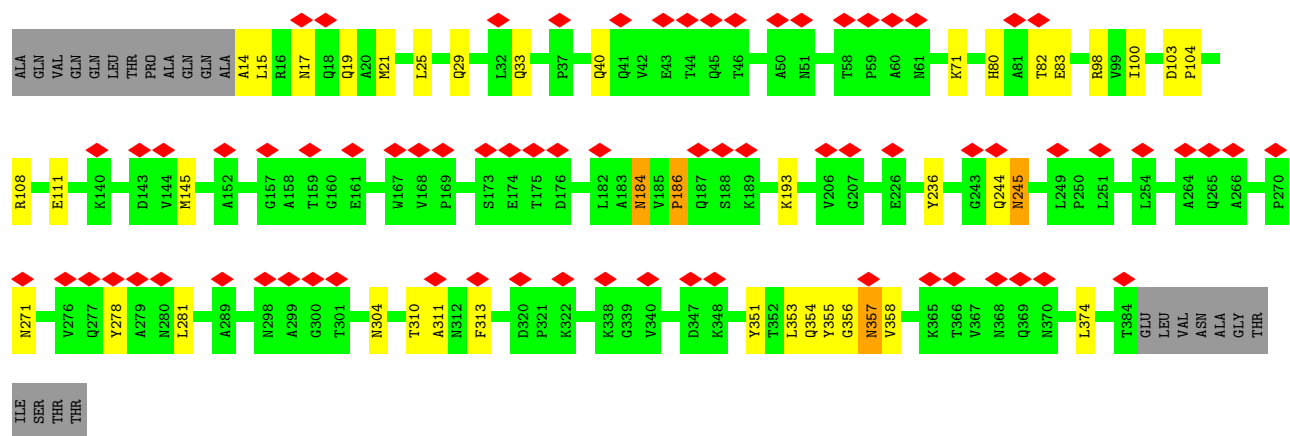 ALA GLN VAL GLN GLN LEU THR PRO ALA GLN GLN ALA A14 L15 R16 N17 Q18 Q19 A20 M21 L25 Q29 L32 Q33 P37 Q40 Q41 V42 E43 T44 Q45 T46 A50 N51 T58 P59 A60 N61 K71 H80 A81 T82 E83 R98 V99 I100 D103 P104
R108 E111 K140 D143 V144 M145 A152 G157 A158 T159 G160 E161 W167 V168 P169 S173 E174 T175 D176 L182 A183 N184 V185 P186 Q187 S188 K189 K193 V206 G207 E226 Y236 G243 Q244 N245 L249 P250 L251 L254 A264 Q265 A266 P270
N271 V276 Q277 Y278 A279 N280 L281 A289 N298 A299 G300 T301 N304 T310 A311 N312 F313 D320 P321 K322 K338 G339 V340 D347 K348 Y351 T352 L353 Q354 Y355 G356 N357 V358 K365 T366 V367 N368 Q369 N370 L374 T384 GLU LEU VAL ASN ALA GLY THR
ILE SER THR THR